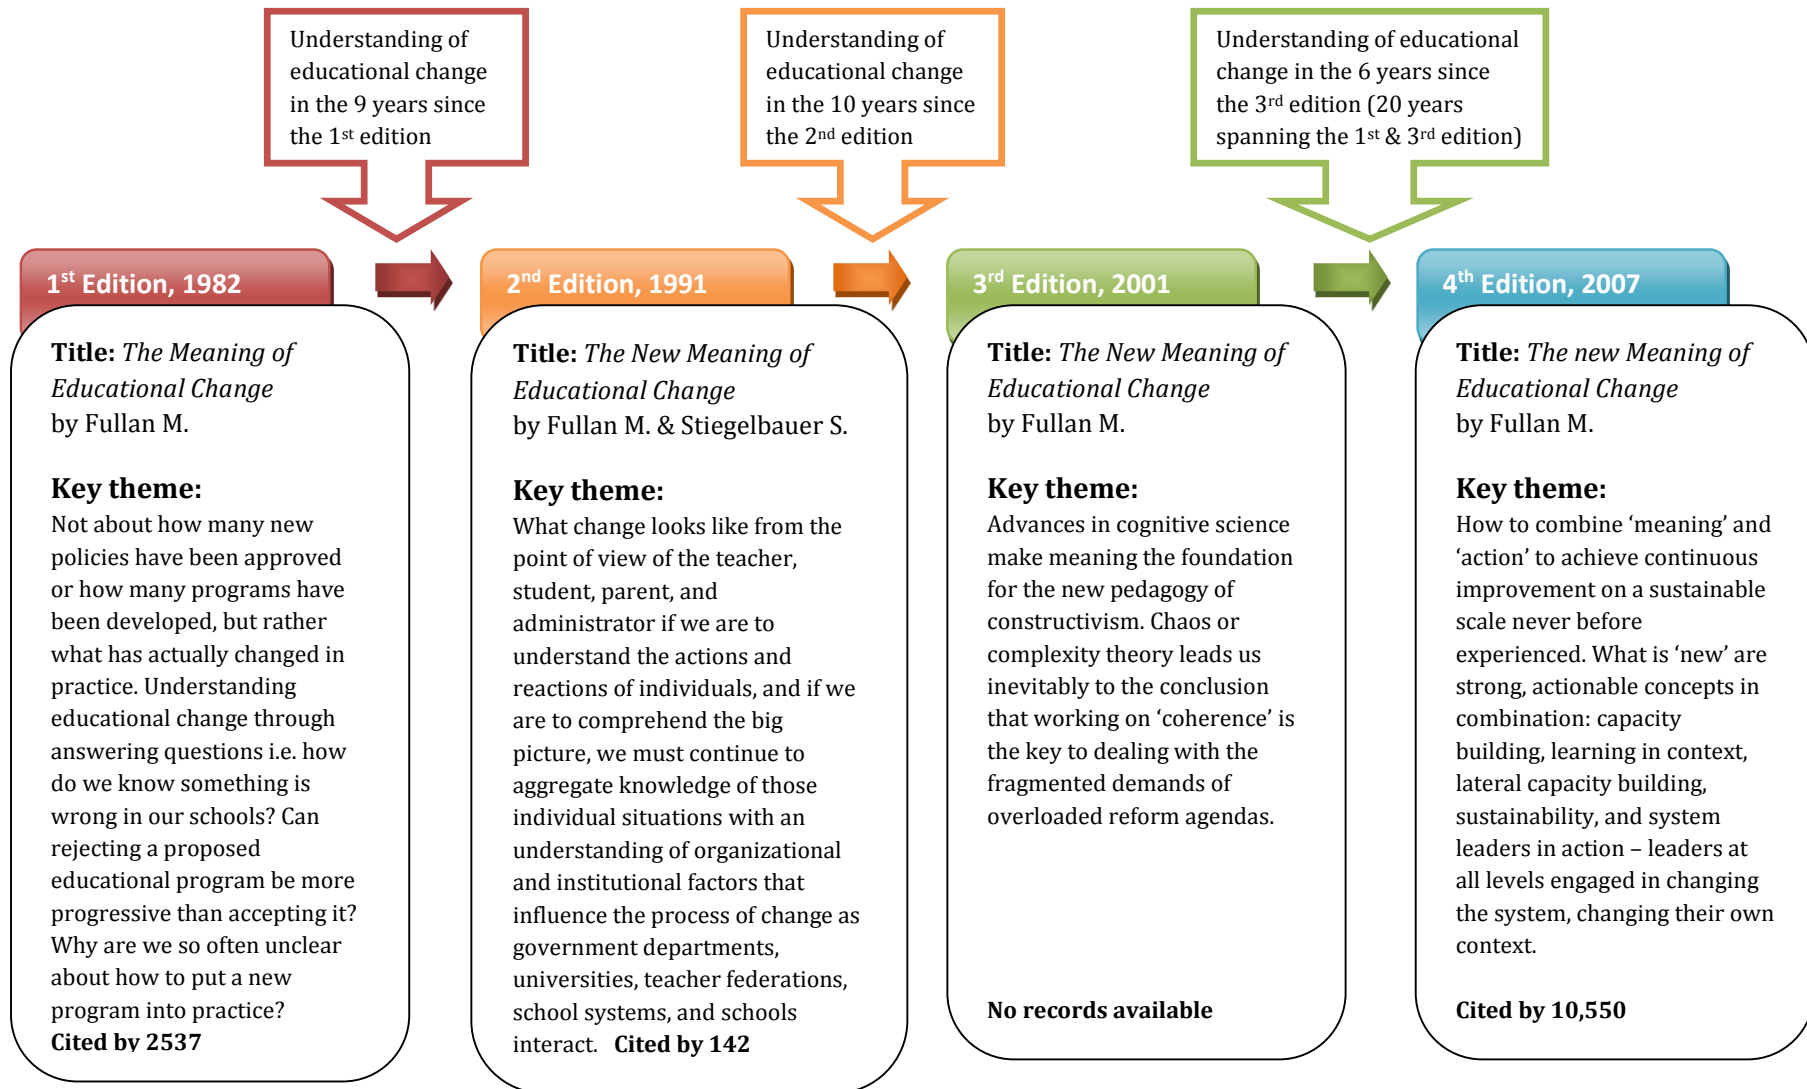 Understanding of
educational change
in the 9 years since
the 1st edition
Understanding of
educational change
in the 10 years since
the 2nd edition
Understanding of educational
change in the 6 years since
the 3rd edition (20 years
spanning the 1st & 3rd edition)
1st Edition, 1982
Title: The Meaning of
Educational Change
by Fullan M.
Key theme:
Not about how many new
policies have been approved
or how many programs have
been developed, but rather
what has actually changed in
practice. Understanding
educational change through
answering questions i.e. how
do we know something is
wrong in our schools? Can
rejecting a proposed
educational program be more
progressive than accepting it?
Why are we so often unclear
about how to put a new
program into practice?
Cited by 2537
2nd Edition, 1991
Title: The New Meaning of
Educational Change
by Fullan M. & Stiegelbauer S.
Key theme:
What change looks like from the
point of view of the teacher,
student, parent, and
administrator if we are to
understand the actions and
reactions of individuals, and if we
are to comprehend the big
picture, we must continue to
aggregate knowledge of those
individual situations with an
understanding of organizational
and institutional factors that
influence the process of change as
government departments,
universities, teacher federations,
school systems, and schools
interact. Cited by 142
3rd Edition, 2001
Title: The New Meaning of
Educational Change
by Fullan M.
Key theme:
Advances in cognitive science
make meaning the foundation
for the new pedagogy of
constructivism. Chaos or
complexity theory leads us
inevitably to the conclusion
that working on ‘coherence’ is
the key to dealing with the
fragmented demands of
overloaded reform agendas.
No records available
4th Edition, 2007
Title: The new Meaning of
Educational Change
by Fullan M.
Key theme:
How to combine ‘meaning’ and
‘action’ to achieve continuous
improvement on a sustainable
scale never before
experienced. What is ‘new’ are
strong, actionable concepts in
combination: capacity
building, learning in context,
lateral capacity building,
sustainability, and system
leaders in action – leaders at
all levels engaged in changing
the system, changing their own
context.
Cited by 10,550